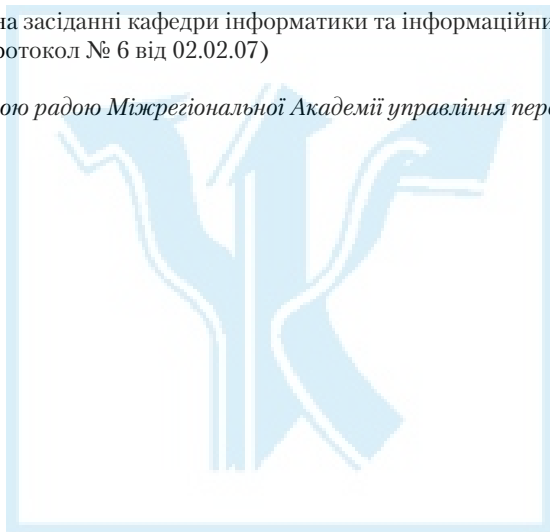 на засіданні кафедри інформатики та інформаційни
ротокол № 6 від 02.02.07)
ою радою Міжрегіональної Академії управління перс